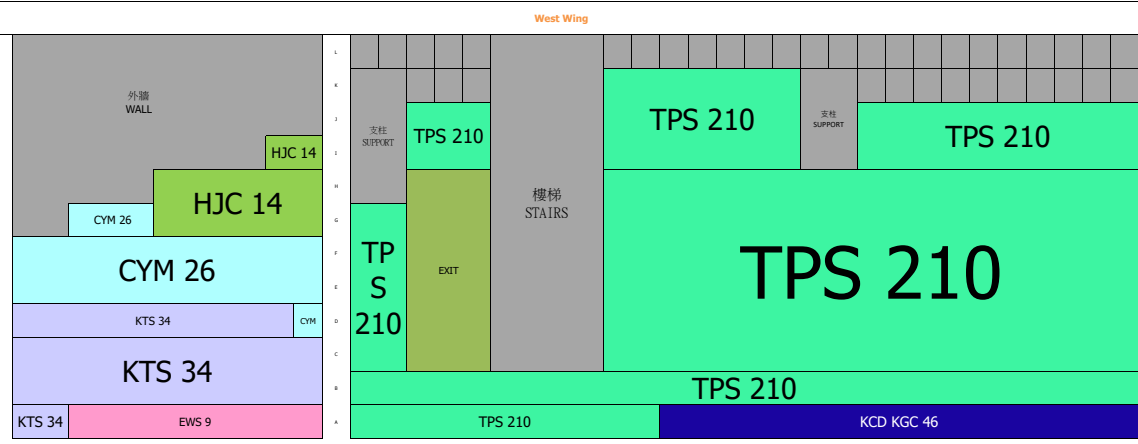 West Wing
L
K
外牆
WALL
TPS 210
支柱
SUPPORT
J
支柱
SUPPORT
TPS 210
TPS 210
HJC 14
I
H
HJC 14
樓梯
STAIRS
CYM 26
G
TP
S
210
F
CYM 26
EXIT
TPS 210
E
KTS 34
CYM
D
C
KTS 34
B
TPS 210
KTS 34
EWS 9
A
TPS 210
KCD KGC 46